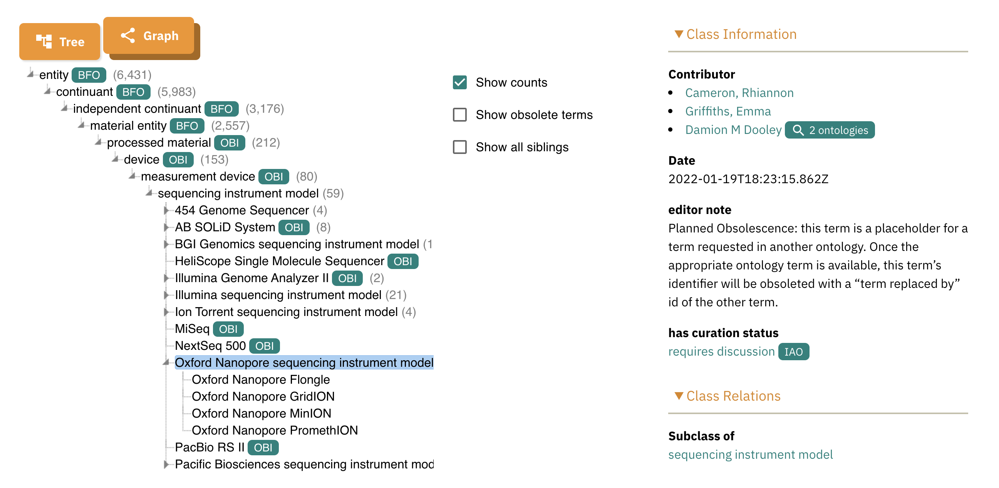 Tree
Graph
entity BFO (6,431)
continuant BFO (5,983)
independent continuant BFO (3,176)
material entity BFO (2,557)
processed material OBI (212)
device OBI (153)
measurement device OBI (80)
sequencing instrument model (59)
454 Genome Sequencer (4)
AB SOLiD System OBI (8)
BGI Genomics sequencing instrument model (1
HeliScope Single Molecule Sequencer OBI
Illumina Genome Analyzer II OBI (2)
Illumina sequencing instrument model (21)
Ion Torrent sequencing instrument model (4)
MiSeq OBI
NextSeq 500 OBI
Oxford Nanopore sequencing instrument model
Oxford Nanopore Flongle
Oxford Nanopore GridION
Oxford Nanopore MinION
Oxford Nanopore PromethION
PacBio RS II OBI
Pacific Biosciences sequencing instrument mod
Show counts
Show obsolete terms
Show all siblings
Class Information
Contributor
Cameron, Rhiannon
Griffiths, Emma
Damion M Dooley 2 ontologies
Date
2022-01-19T18:23:15.862Z
editor note
Planned Obsolescence: this term is a placeholder for a
term requested in another ontology. Once the
appropriate ontology term is available, this term’s
identifier will be obsoleted with a “term replaced by”
id of the other term.
has curation status
requires discussion IAO
Class Relations
Subclass of
sequencing instrument model